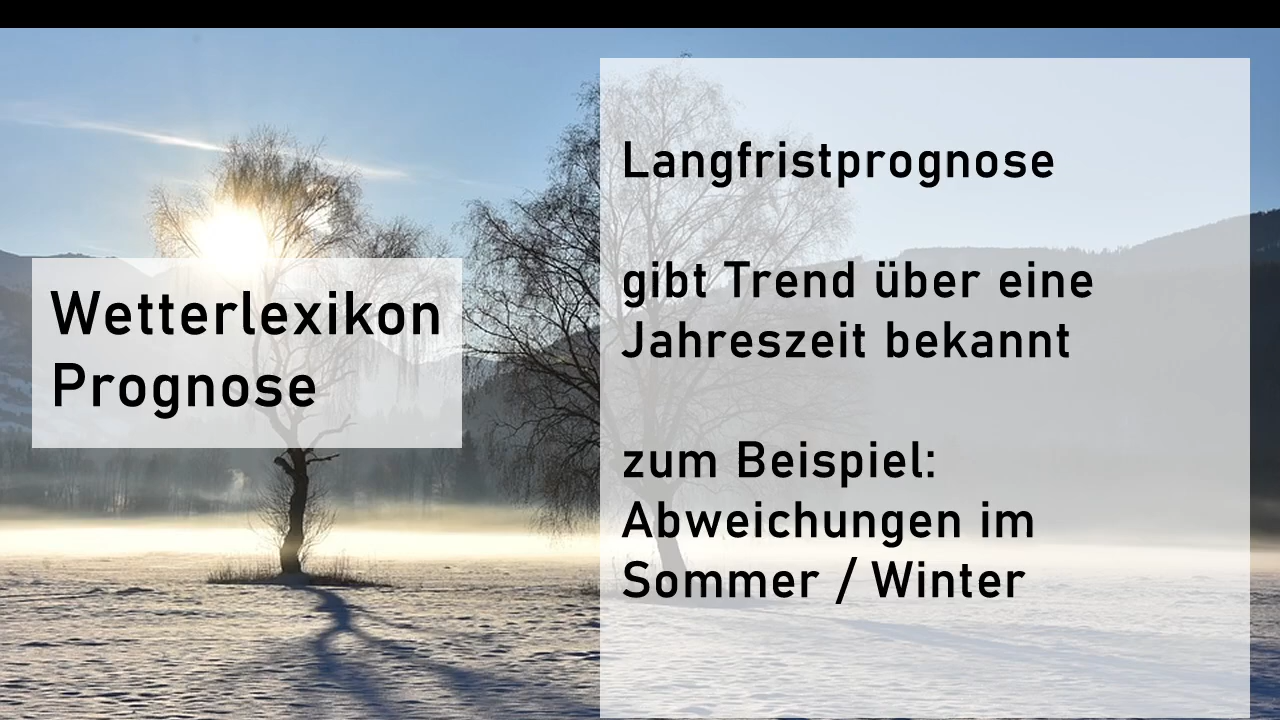 Wetterlexikon
Prognose
Langfristprognose
gibt Trend über eine
Jahreszeit bekannt
zum Beispiel:
Abweichungen im
Sommer / Winter